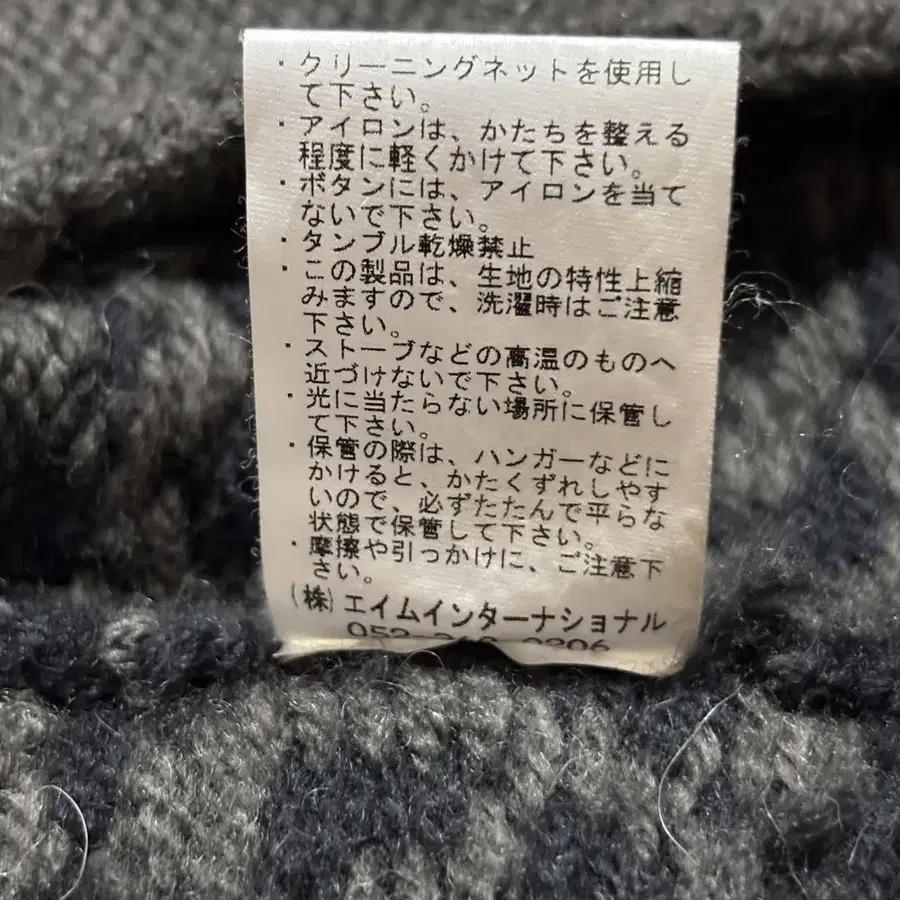 ・クリーニングネットを使用し
て下さい。
・アイロンは、かたちを整える
程度に軽くかけて下さい。
・ボタンには、アイロンを当て
ないで下さい。
・タンブル乾燥禁止
・この製品は、生地の特性上縮
みますので、洗濯時はご注意
下さい。
・ストーブなどの高温のものへ
近づけないで下さい。
・光に当たらない場所に保管し
て下さい。
・保管の際は、ハンガーなどに
かけると、かたくずれしやす
いので、必ずたたんで平らな
状態で保管して下さい。
・摩擦や引っかけに、ご注意下
さい。
(株)エイムインターナショナル